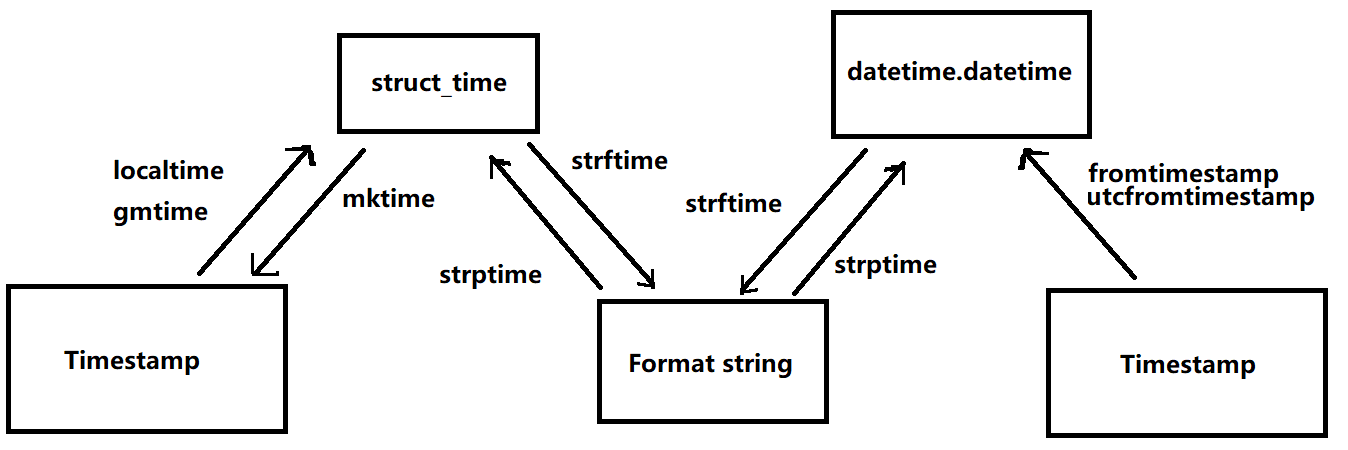 struct_time
datetime.datetime
localtime
gmtime
mktime
strftime
strptime
strftime
strptime
fromtimestamp
utcfromtimestamp
Timestamp
Format string
Timestamp